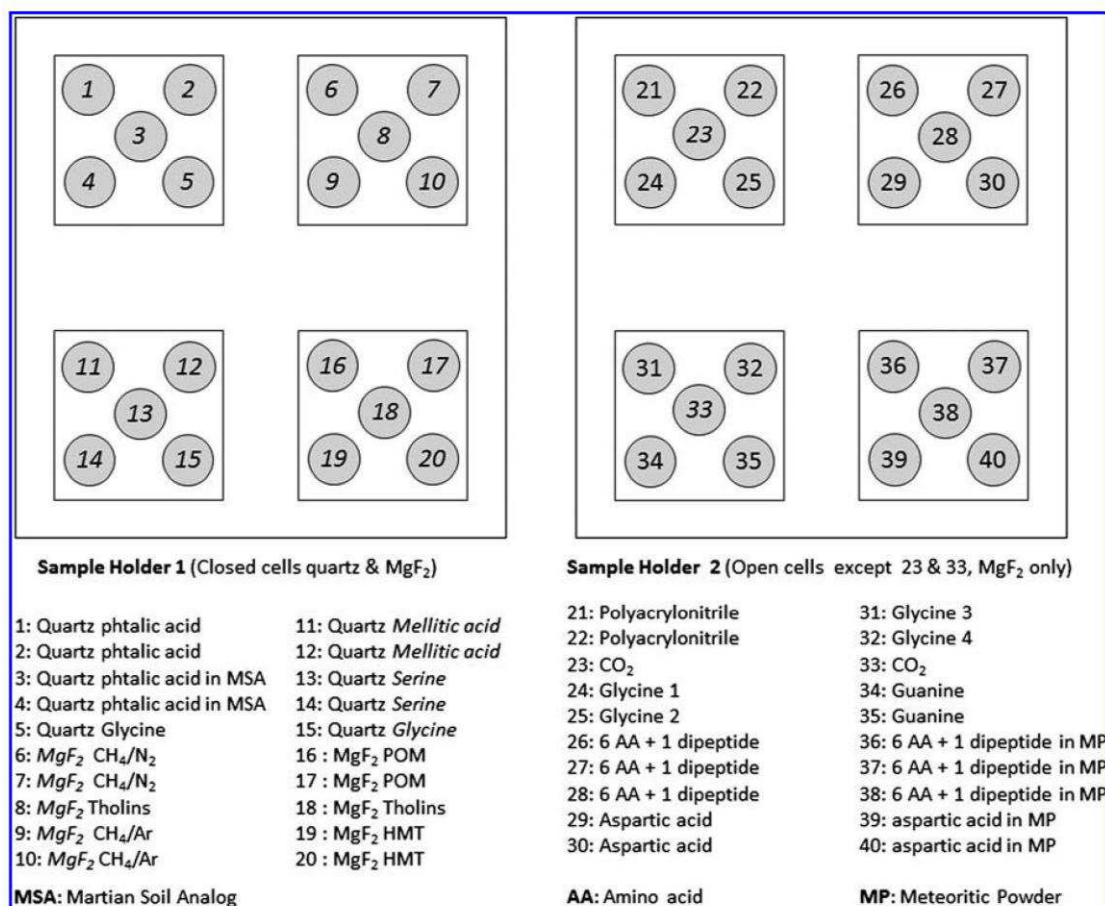 1 2
3
4 5
6 7
8
9 10
11 12
13
14 15
16 17
18
19 20
Sample Holder 1 (Closed cells quartz & MgF₂)
1: Quartz phtalic acid
2: Quartz phtalic acid
3: Quartz phtalic acid in MSA
4: Quartz phtalic acid in MSA
5: Quartz Glycine
6: MgF₂ CH₄/N₂
7: MgF₂ CH₄/N₂
8: MgF₂ Tholins
9: MgF₂ CH₄/Ar
10: MgF₂ CH₄/Ar
11: Quartz Mellitic acid
12: Quartz Mellitic acid
13: Quartz Serine
14: Quartz Serine
15: Quartz Glycine
16 : MgF₂ POM
17 : MgF₂ POM
18 : MgF₂ Tholins
19 : MgF₂ HMT
20 : MgF₂ HMT
MSA: Martian Soil Analog
21 22
23
24 25
26 27
28
29 30
31 32
33
34 35
36 37
38
39 40
Sample Holder 2 (Open cells except 23 & 33, MgF₂ only)
21: Polyacrylonitrile
22: Polyacrylonitrile
23: CO₂
24: Glycine 1
25: Glycine 2
26: 6 AA + 1 dipeptide
27: 6 AA + 1 dipeptide
28: 6 AA + 1 dipeptide
29: Aspartic acid
30: Aspartic acid
31: Glycine 3
32: Glycine 4
33: CO₂
34: Guanine
35: Guanine
36: 6 AA + 1 dipeptide in MP
37: 6 AA + 1 dipeptide in MP
38: 6 AA + 1 dipeptide in MP
39: aspartic acid in MP
40: aspartic acid in MP
AA: Amino acid
MP: Meteoritic Powder